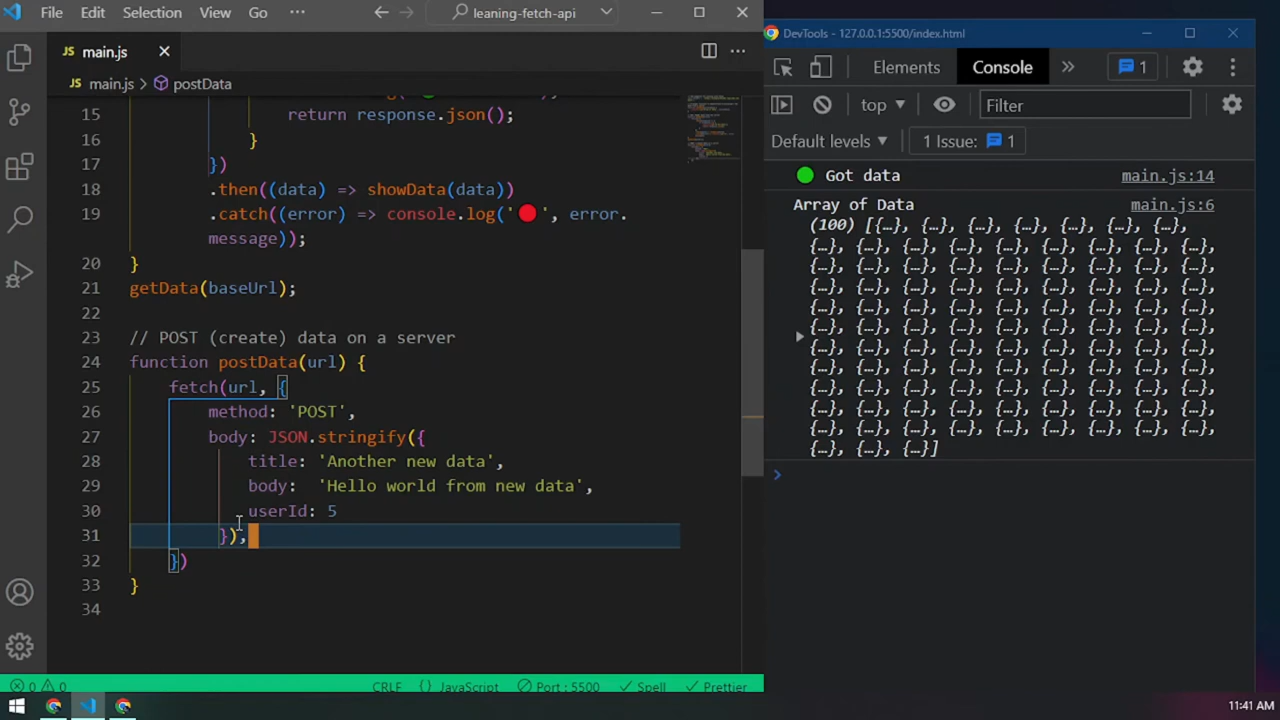 File Edit Selection View Go ··· leaning-fetch-api
JS main.js
JS main.js > postData
15 return response.json();
16 }
17 })
18 .then((data) => showData(data))
19 .catch((error) => console.log('🔴', error.
message));
20 }
21 getData(baseUrl);
22
23 // POST (create) data on a server
24 function postData(url) {
25 fetch(url, {
26 method: 'POST',
27 body: JSON.stringify({
28 title: 'Another new data',
29 body: 'Hello world from new data',
30 userId: 5
31 }),
32 })
33 }
34
0 0 CRLF {} JavaScript Port : 5500 Spell Prettier
DevTools - 127.0.0.1:5500/index.html
Elements Console » 1
top Filter
Default levels 1 Issue: 1
🟢 Got data main.js:14
Array of Data main.js:6
(100) [{…}, {…}, {…}, {…}, {…}, {…}, {…},
{…}, {…}, {…}, {…}, {…}, {…}, {…}, {…}, {…},
{…}, {…}, {…}, {…}, {…}, {…}, {…}, {…}, {…},
{…}, {…}, {…}, {…}, {…}, {…}, {…}, {…}, {…},
{…}, {…}, {…}, {…}, {…}, {…}, {…}, {…}, {…},
{…}, {…}, {…}, {…}, {…}, {…}, {…}, {…}, {…},
{…}, {…}, {…}, {…}, {…}, {…}, {…}, {…}, {…},
{…}, {…}, {…}, {…}, {…}, {…}, {…}, {…}, {…},
{…}, {…}, {…}, {…}, {…}, {…}, {…}, {…}, {…},
{…}, {…}, {…}, {…}, {…}, {…}, {…}, {…}, {…},
{…}, {…}, {…}, {…}, {…}, {…}, {…}, {…}, {…},
{…}, {…}, {…}]
11:41 AM